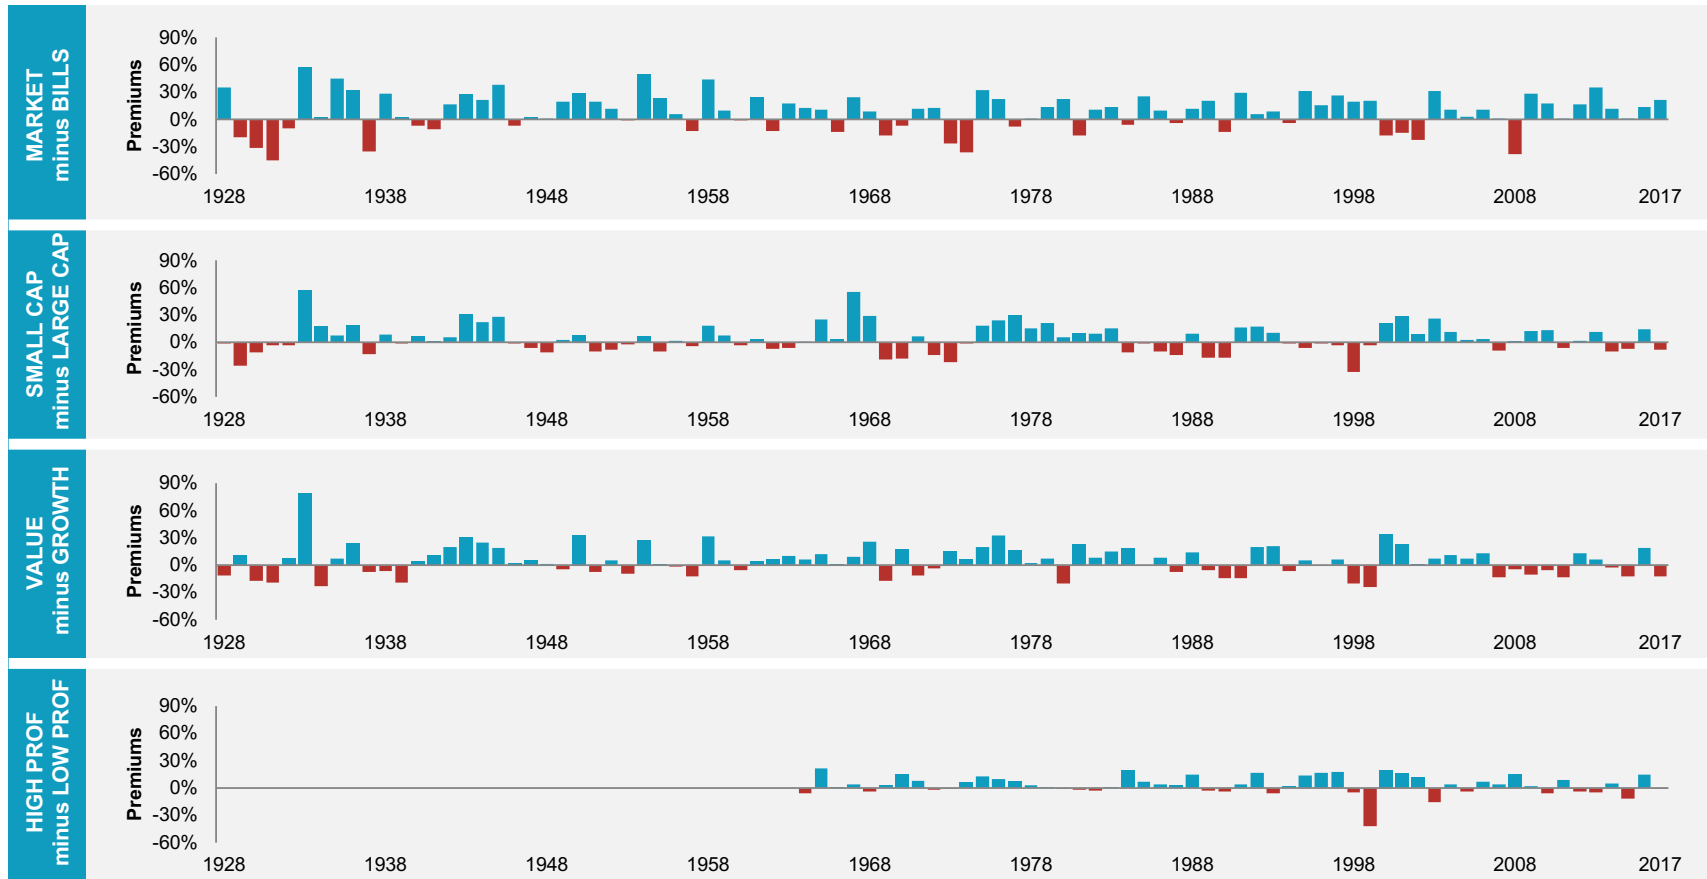 MARKET
minus BILLS
Premiums
90%
60%
30%
0%
-30%
-60%
1928 1938 1948 1958 1968 1978 1988 1998 2008 2017
SMALL CAP
minus LARGE CAP
Premiums
90%
60%
30%
0%
-30%
-60%
1928 1938 1948 1958 1968 1978 1988 1998 2008 2017
VALUE
minus GROWTH
Premiums
90%
60%
30%
0%
-30%
-60%
1928 1938 1948 1958 1968 1978 1988 1998 2008 2017
HIGH PROF
minus LOW PROF
Premiums
90%
60%
30%
0%
-30%
-60%
1928 1938 1948 1958 1968 1978 1988 1998 2008 2017